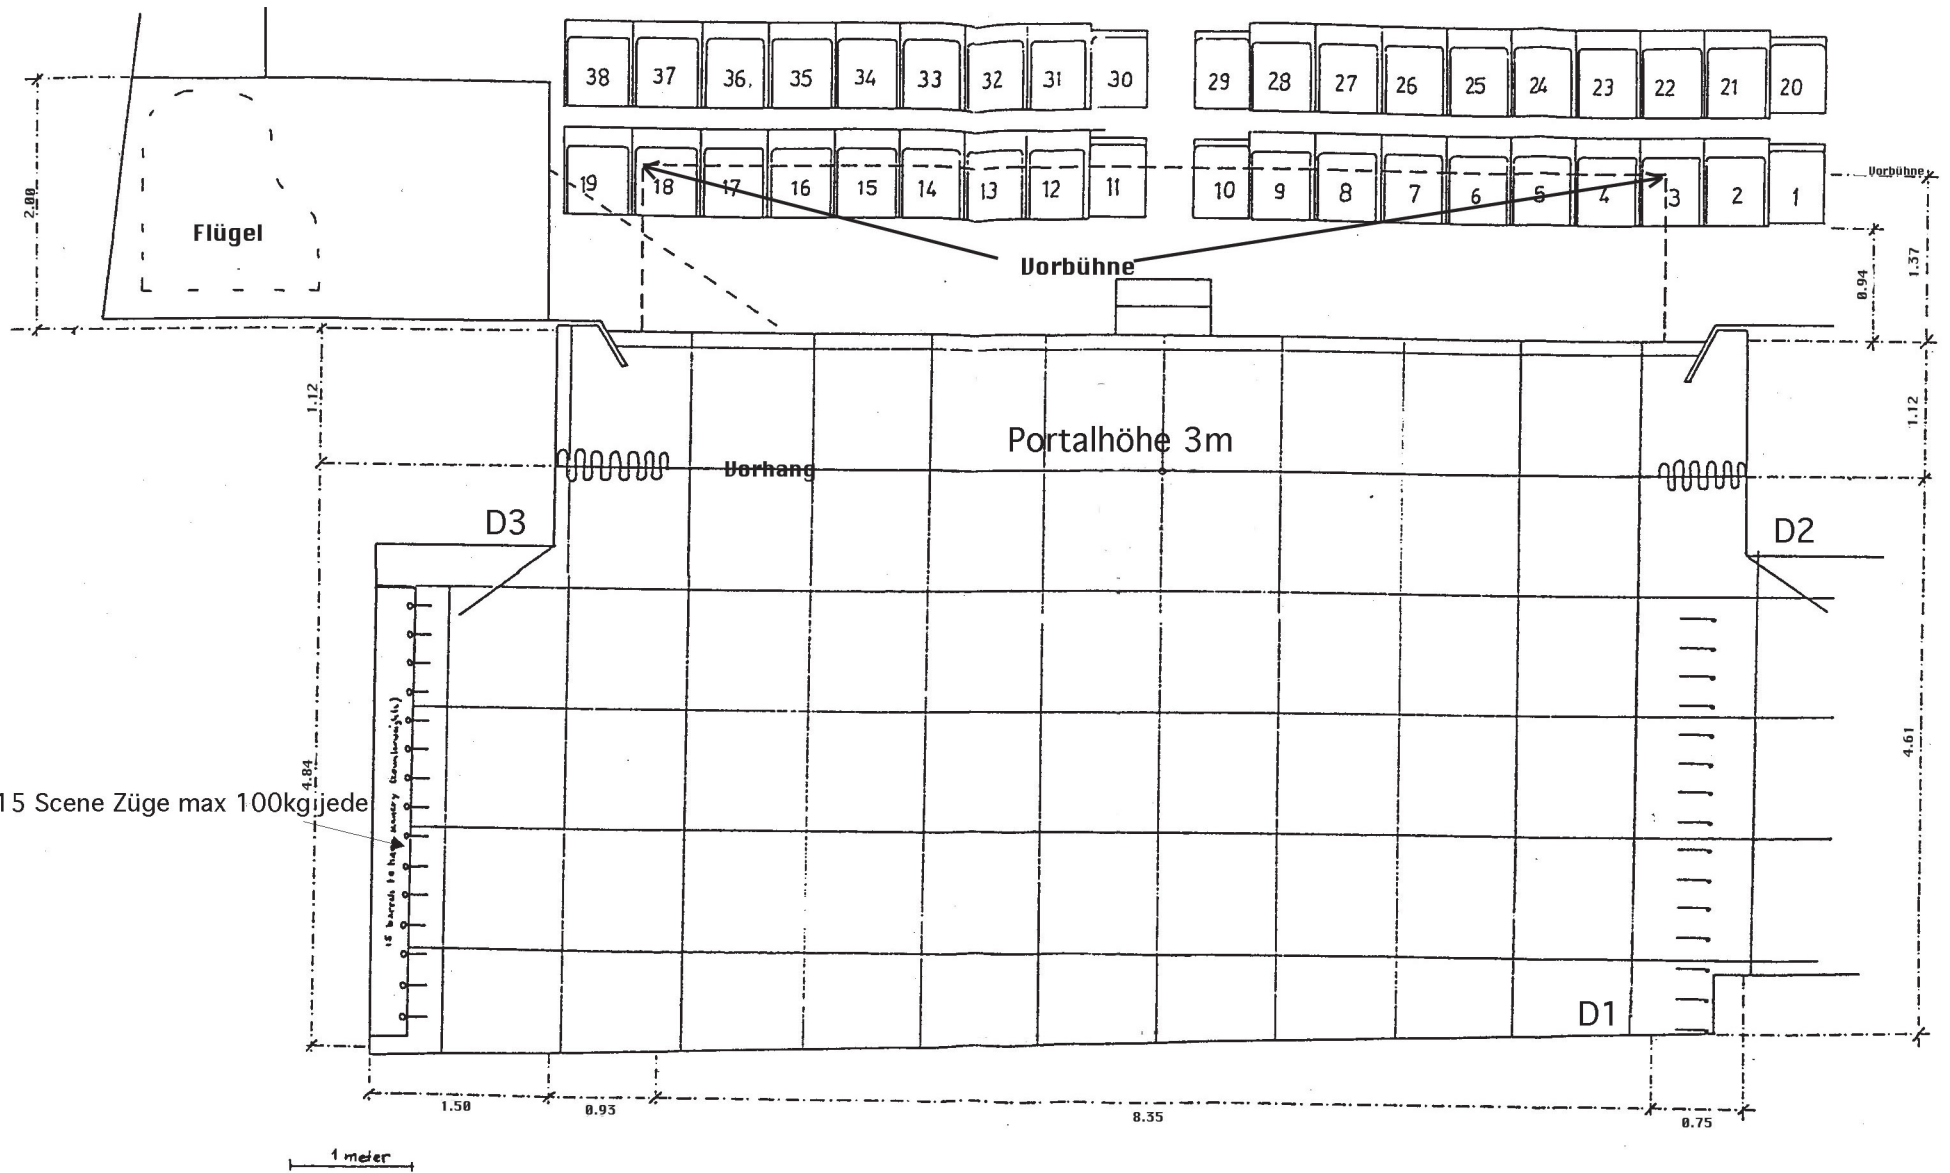 38 37 36. 35 34 33 32 31 30 29 28 27 26 25 24 23 22 21 20
19 18 17 16 15 14 13 12 11 10 9 8 7 6 5 4 3 2 1
Vorbühne
2.00
Flügel
Vorbühne
0.94
1.37
1.12
Portalhöhe 3m
1.12
Vorhang
D3
D2
4.84
4.61
15 Scene Züge max 100kg jede
D1
1.50
0.93
8.35
0.75
1 meter